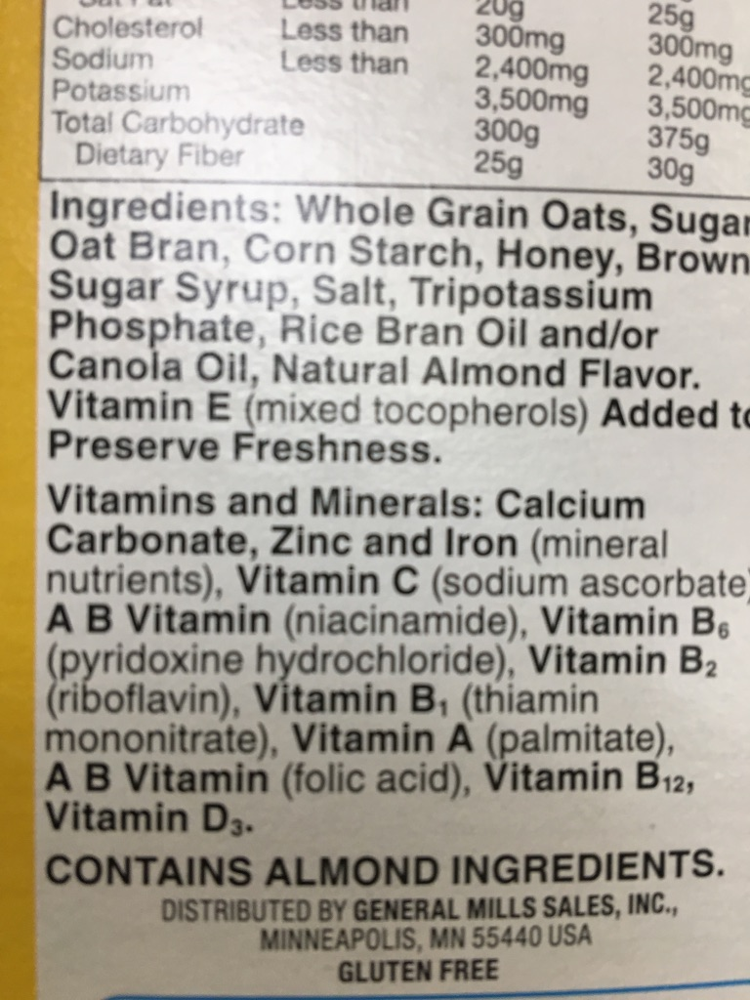 Sat Fat Less than 20g 25g
Cholesterol Less than 300mg 300mg
Sodium Less than 2,400mg 2,400mg
Potassium 3,500mg 3,500mg
Total Carbohydrate 300g 375g
Dietary Fiber 25g 30g
Ingredients: Whole Grain Oats, Sugar
Oat Bran, Corn Starch, Honey, Brown
Sugar Syrup, Salt, Tripotassium
Phosphate, Rice Bran Oil and/or
Canola Oil, Natural Almond Flavor.
Vitamin E (mixed tocopherols) Added to
Preserve Freshness.
Vitamins and Minerals: Calcium
Carbonate, Zinc and Iron (mineral
nutrients), Vitamin C (sodium ascorbate)
A B Vitamin (niacinamide), Vitamin B6
(pyridoxine hydrochloride), Vitamin B2
(riboflavin), Vitamin B1 (thiamin
mononitrate), Vitamin A (palmitate),
A B Vitamin (folic acid), Vitamin B12,
Vitamin D3.
CONTAINS ALMOND INGREDIENTS.
DISTRIBUTED BY GENERAL MILLS SALES, INC.,
MINNEAPOLIS, MN 55440 USA
GLUTEN FREE